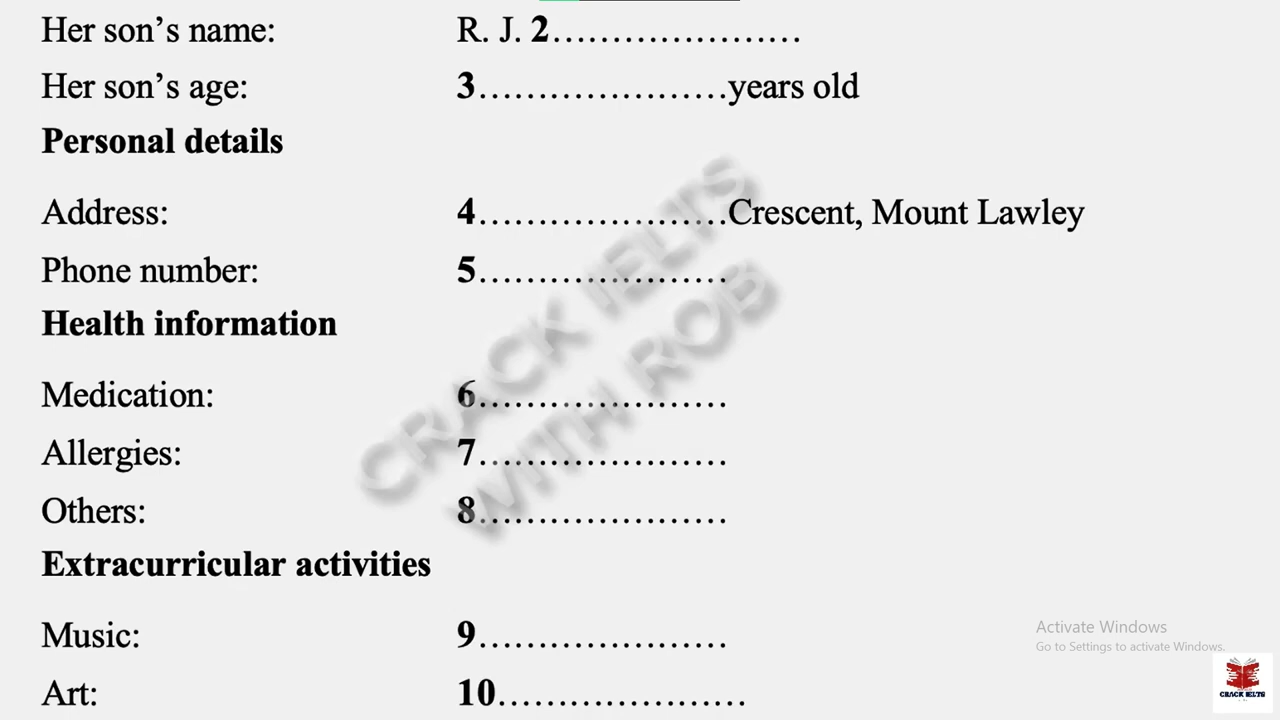 Her son’s name: R. J. 2.....................
Her son’s age: 3.....................years old
Personal details
Address: 4.....................Crescent, Mount Lawley
Phone number: 5.....................
Health information
Medication: 6.....................
Allergies: 7.....................
Others: 8.....................
Extracurricular activities
Music: 9.....................
Art: 10.....................
CRACK IELTS
WITH ROB
Activate Windows
Go to Settings to activate Windows.
CRACK IELTS